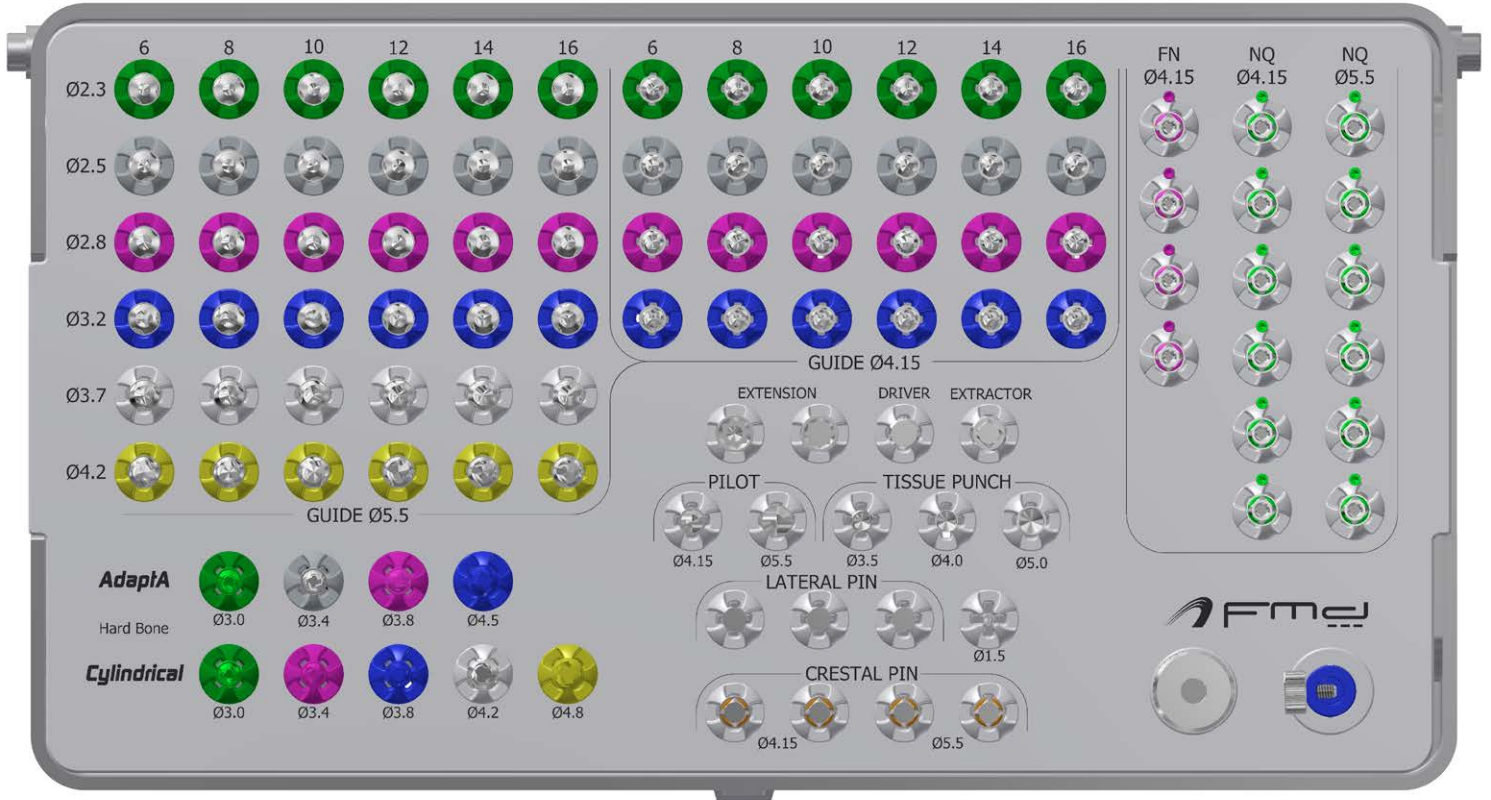 6 8 10 12 14 16 6 8 10 12 14 16
FN NQ NQ
Ø4.15 Ø4.15 Ø5.5
Ø2.3
Ø2.5
Ø2.8
Ø3.2
GUIDE Ø4.15
Ø3.7
EXTENSION DRIVER EXTRACTOR
Ø4.2
PILOT TISSUE PUNCH
GUIDE Ø5.5
Ø4.15 Ø5.5 Ø3.5 Ø4.0 Ø5.0
AdaptA
LATERAL PIN
Ø3.0 Ø3.4 Ø3.8 Ø4.5
Hard Bone
FMD
Ø1.5
Cylindrical
CRESTAL PIN
Ø3.0 Ø3.4 Ø3.8 Ø4.2 Ø4.8
Ø4.15 Ø5.5